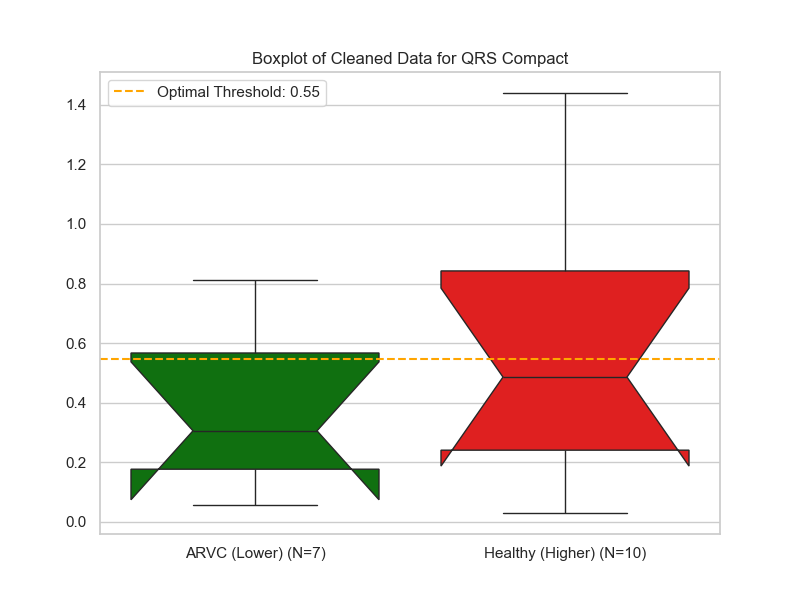 Boxplot of Cleaned Data for QRS Compact
Optimal Threshold: 0.55
1.4
1.2
1.0
0.8
0.6
0.4
0.2
0.0
ARVC (Lower) (N=7)
Healthy (Higher) (N=10)